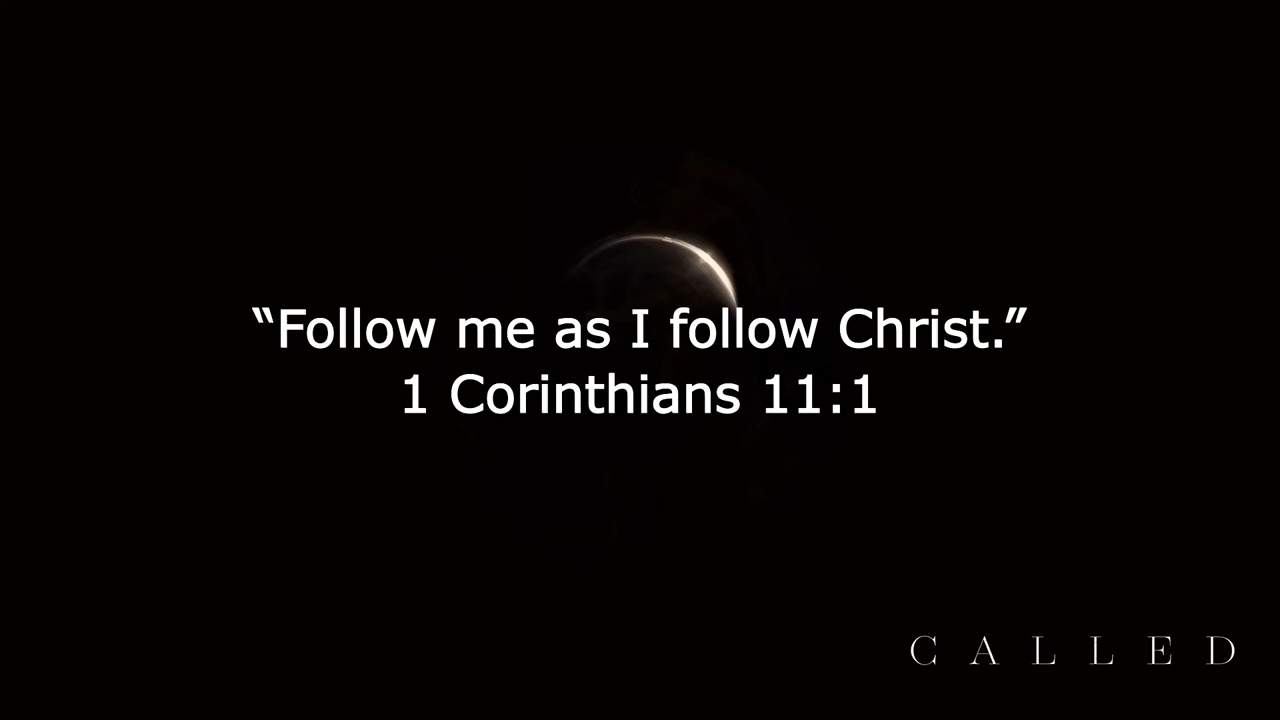 “Follow me as I follow Christ.”
1 Corinthians 11:1
CALLED